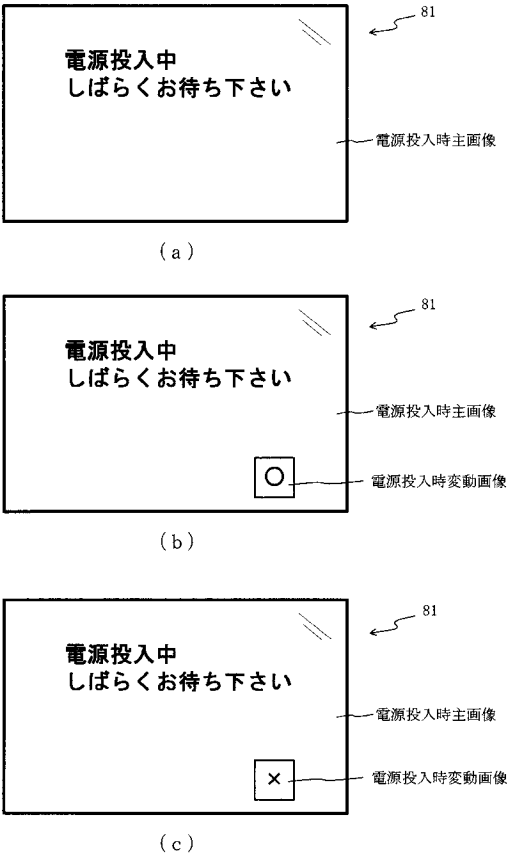 81
電源投入中
しばらくお待ち下さい
電源投入時主画像
(a)
81
電源投入中
しばらくお待ち下さい
電源投入時主画像
○
電源投入時変動画像
(b)
81
電源投入中
しばらくお待ち下さい
電源投入時主画像
×
電源投入時変動画像
(c)